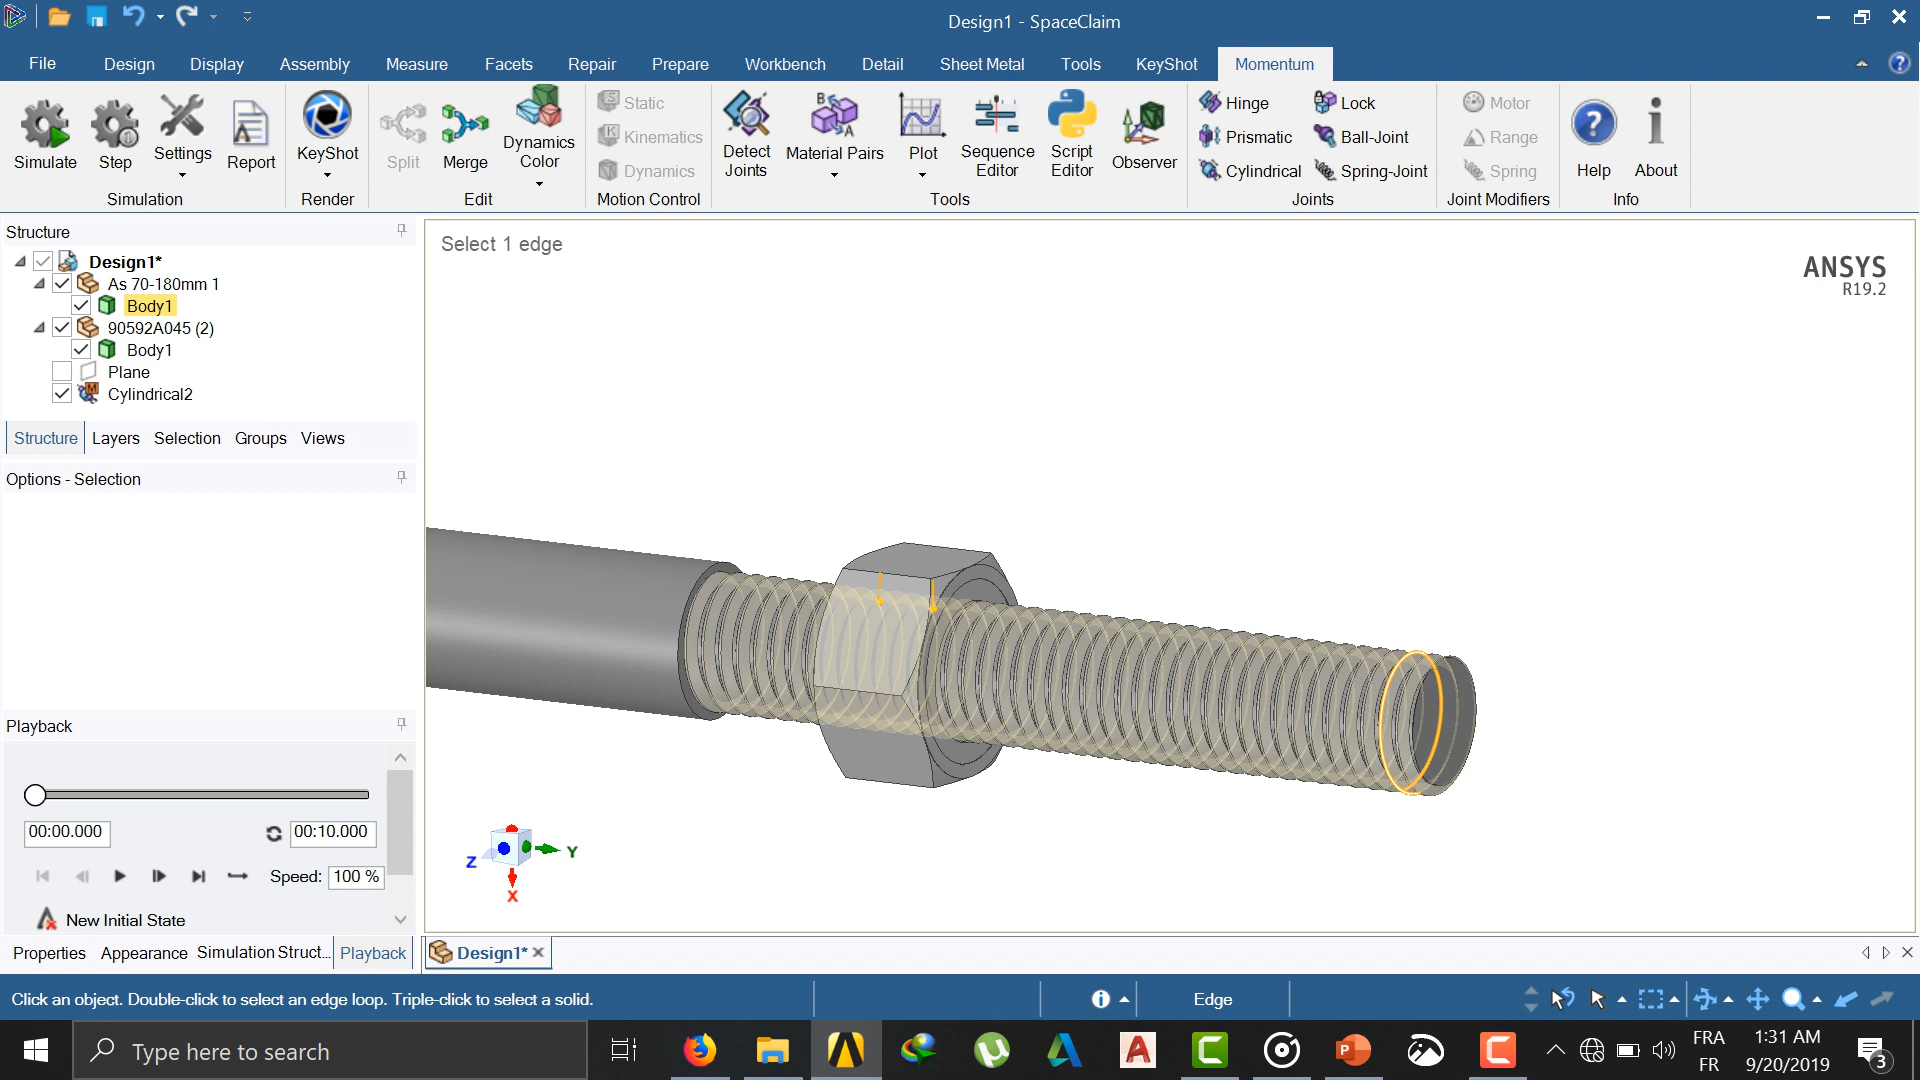 Design1 - SpaceClaim
File Design Display Assembly Measure Facets Repair Prepare Workbench Detail Sheet Metal Tools KeyShot Momentum
Simulate Step Settings Report
Simulation
KeyShot
Render
Split Merge Dynamics Color
Edit
Static
Kinematics
Dynamics
Motion Control
Detect Joints Material Pairs Plot Sequence Editor Script Editor Observer
Tools
Hinge Lock
Prismatic Ball-Joint
Cylindrical Spring-Joint
Joints
Motor
Range
Spring
Joint Modifiers
Help About
Info
Structure
Design1*
As 70-180mm 1
Body1
90592A045 (2)
Body1
Plane
Cylindrical2
Structure Layers Selection Groups Views
Options - Selection
Playback
00:00.000 00:10.000
Speed: 100 %
New Initial State
Properties Appearance Simulation Struct... Playback
Select 1 edge
ANSYS
R19.2
Z Y
X
Design1*
Click an object. Double-click to select an edge loop. Triple-click to select a solid.
Edge
Type here to search
FRA
FR
1:31 AM
9/20/2019
3